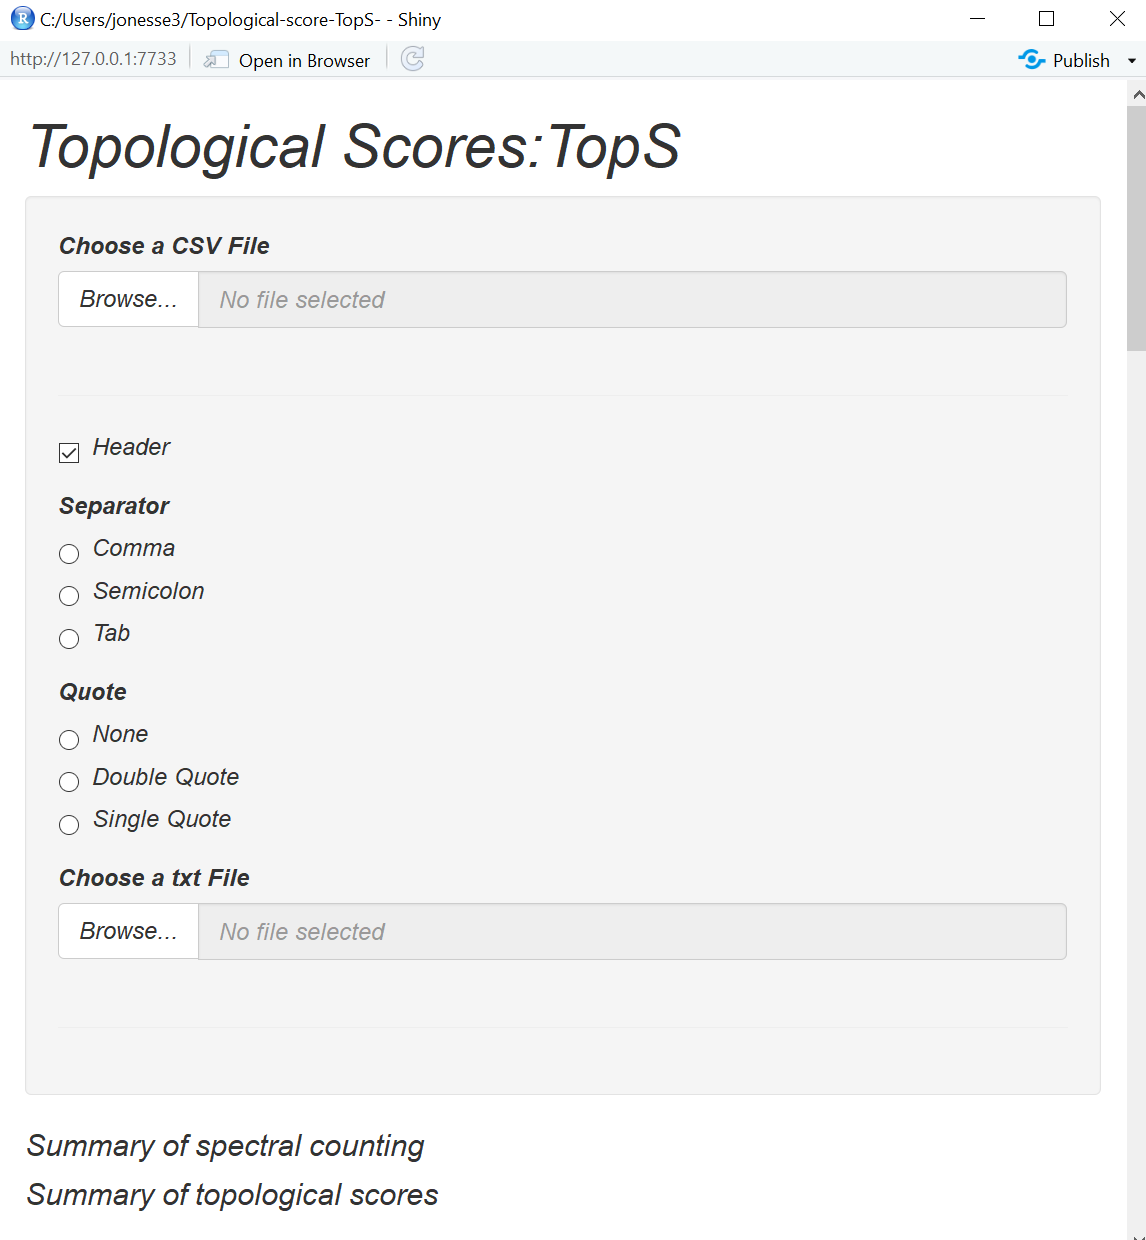 C:/Users/jonesse3/Topological-score-TopS- - Shiny
http://127.0.0.1:7733 Open in Browser Publish
Topological Scores:TopS
Choose a CSV File
Browse... No file selected
Header
Separator
Comma
Semicolon
Tab
Quote
None
Double Quote
Single Quote
Choose a txt File
Browse... No file selected
Summary of spectral counting
Summary of topological scores